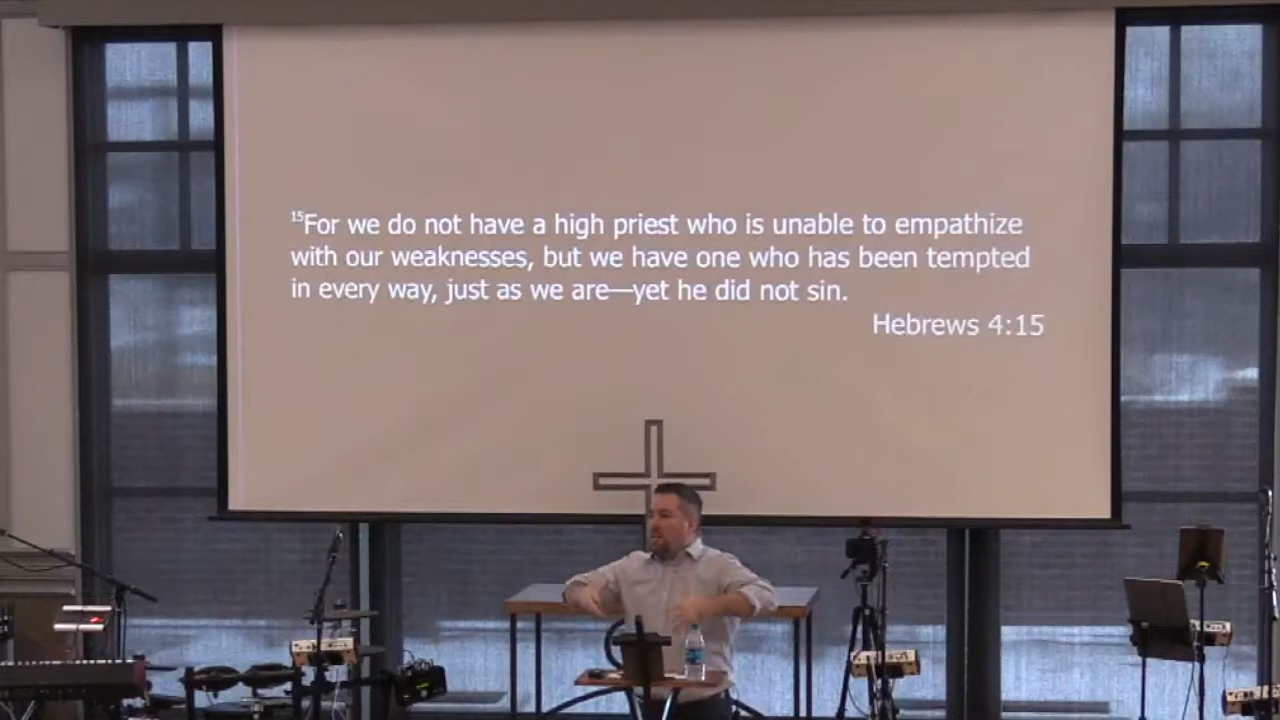 ¹⁵For we do not have a high priest who is unable to empathize
with our weaknesses, but we have one who has been tempted
in every way, just as we are—yet he did not sin.
Hebrews 4:15